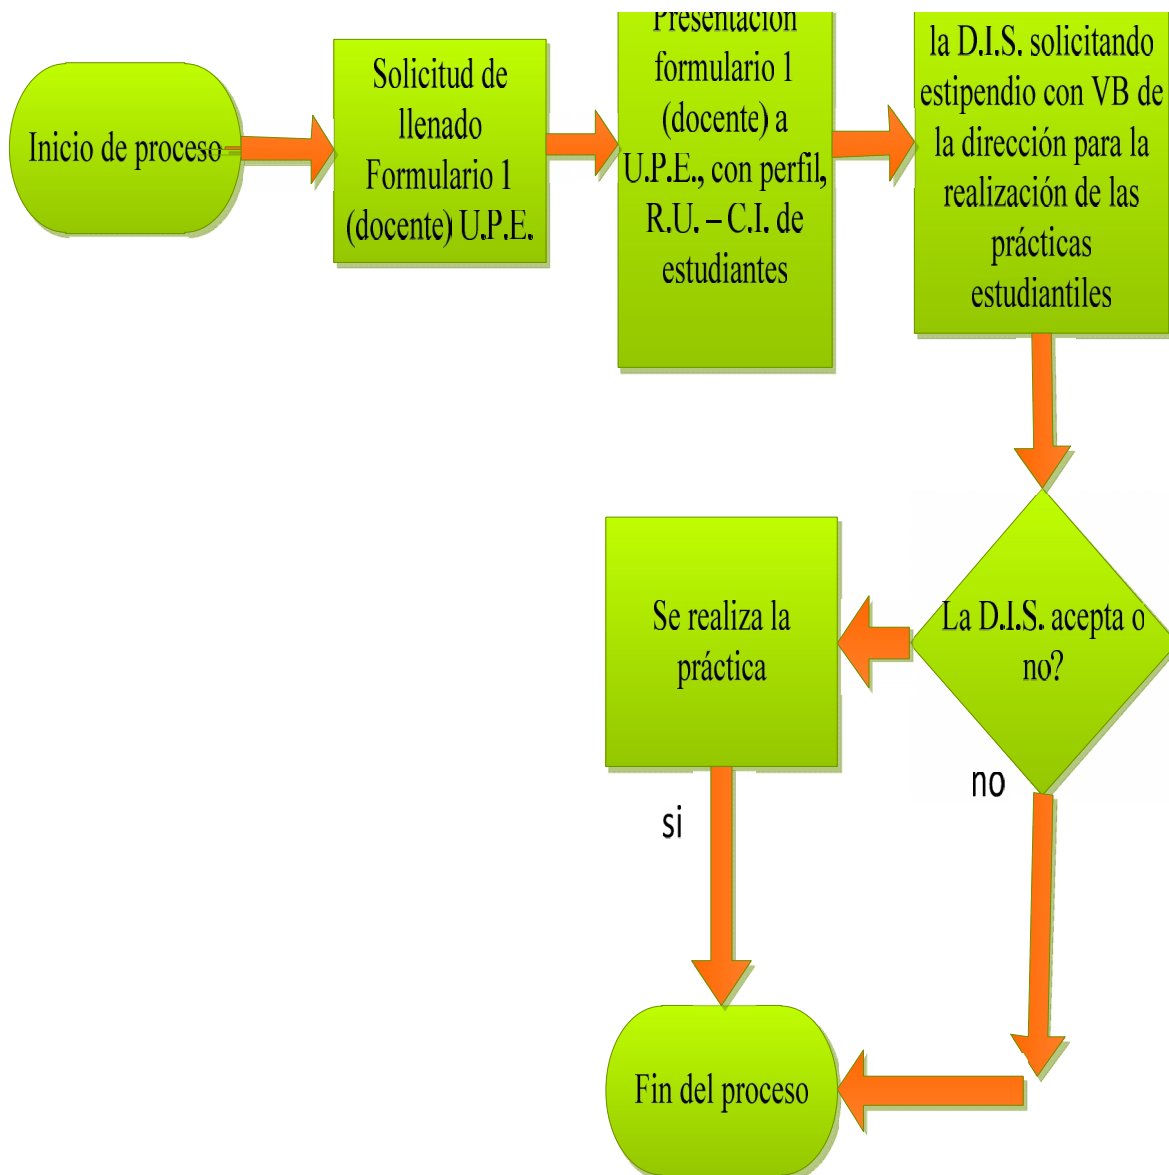 Inicio de proceso
Solicitud de
llenado
Formulario 1
(docente) U.P.E.
Presentación
formulario 1
(docente) a
U.P.E., con perfil,
R.U. – C.I. de
estudiantes
la D.I.S. solicitando
estipendio con VB de
la dirección para la
realización de las
prácticas
estudiantiles
La D.I.S. acepta o
no?
Se realiza la
práctica
no
si
Fin del proceso